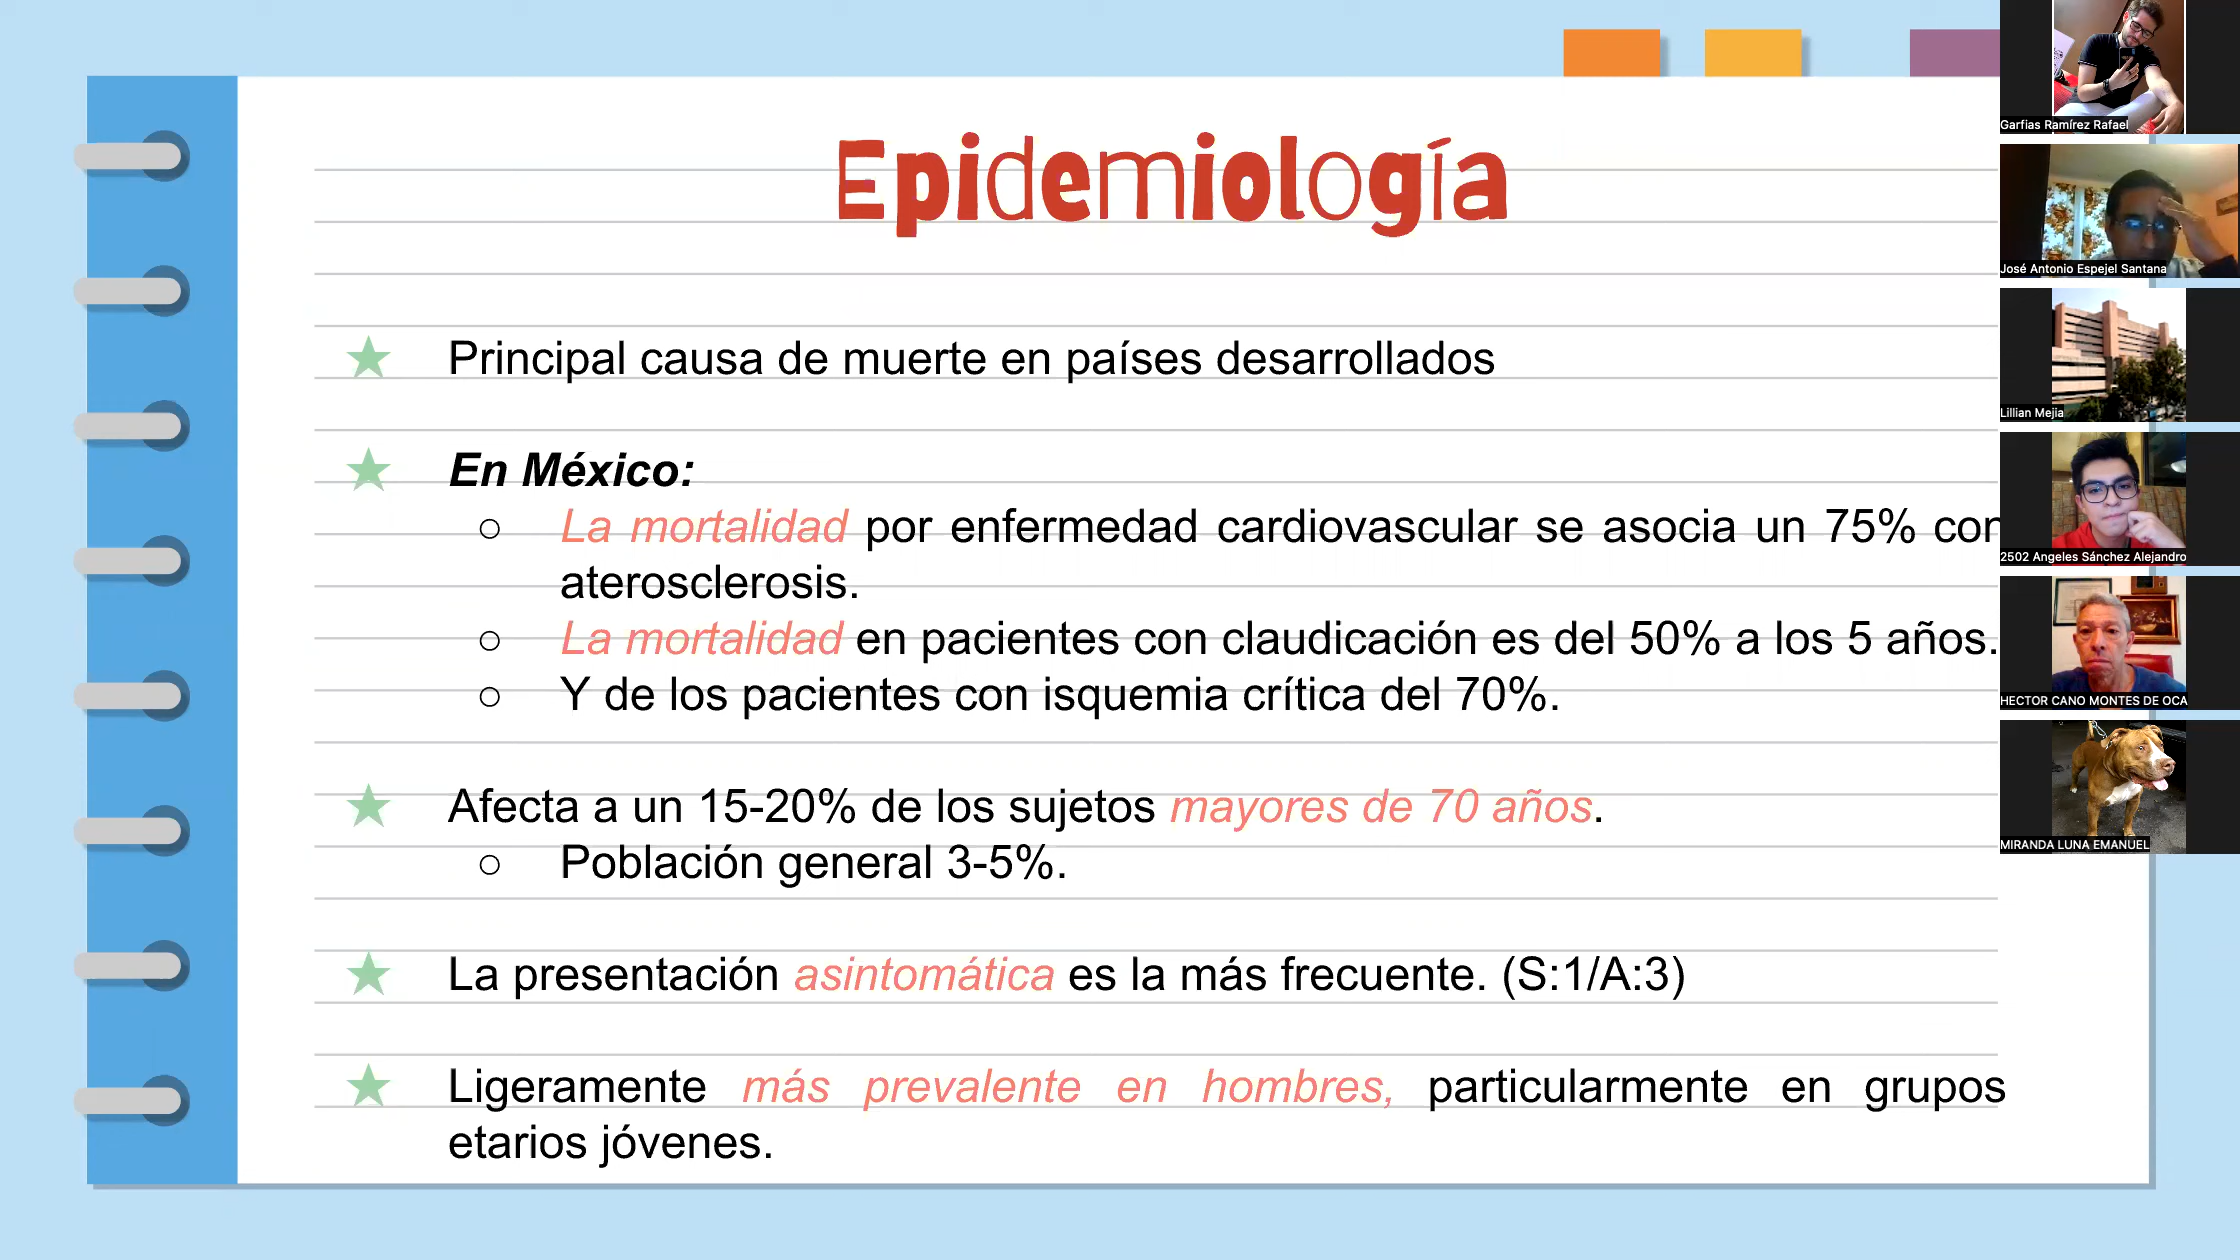 Epidemiología
Principal causa de muerte en países desarrollados
En México:
La mortalidad por enfermedad cardiovascular se asocia un 75% con
aterosclerosis.
La mortalidad en pacientes con claudicación es del 50% a los 5 años.
Y de los pacientes con isquemia crítica del 70%.
Afecta a un 15-20% de los sujetos mayores de 70 años.
Población general 3-5%.
La presentación asintomática es la más frecuente. (S:1/A:3)
Ligeramente más prevalente en hombres, particularmente en grupos
etarios jóvenes.
Garfias Ramírez Rafael
José Antonio Espejel Santana
Lillian Mejia
2502 Angeles Sánchez Alejandro
HECTOR CANO MONTES DE OCA
MIRANDA LUNA EMANUEL